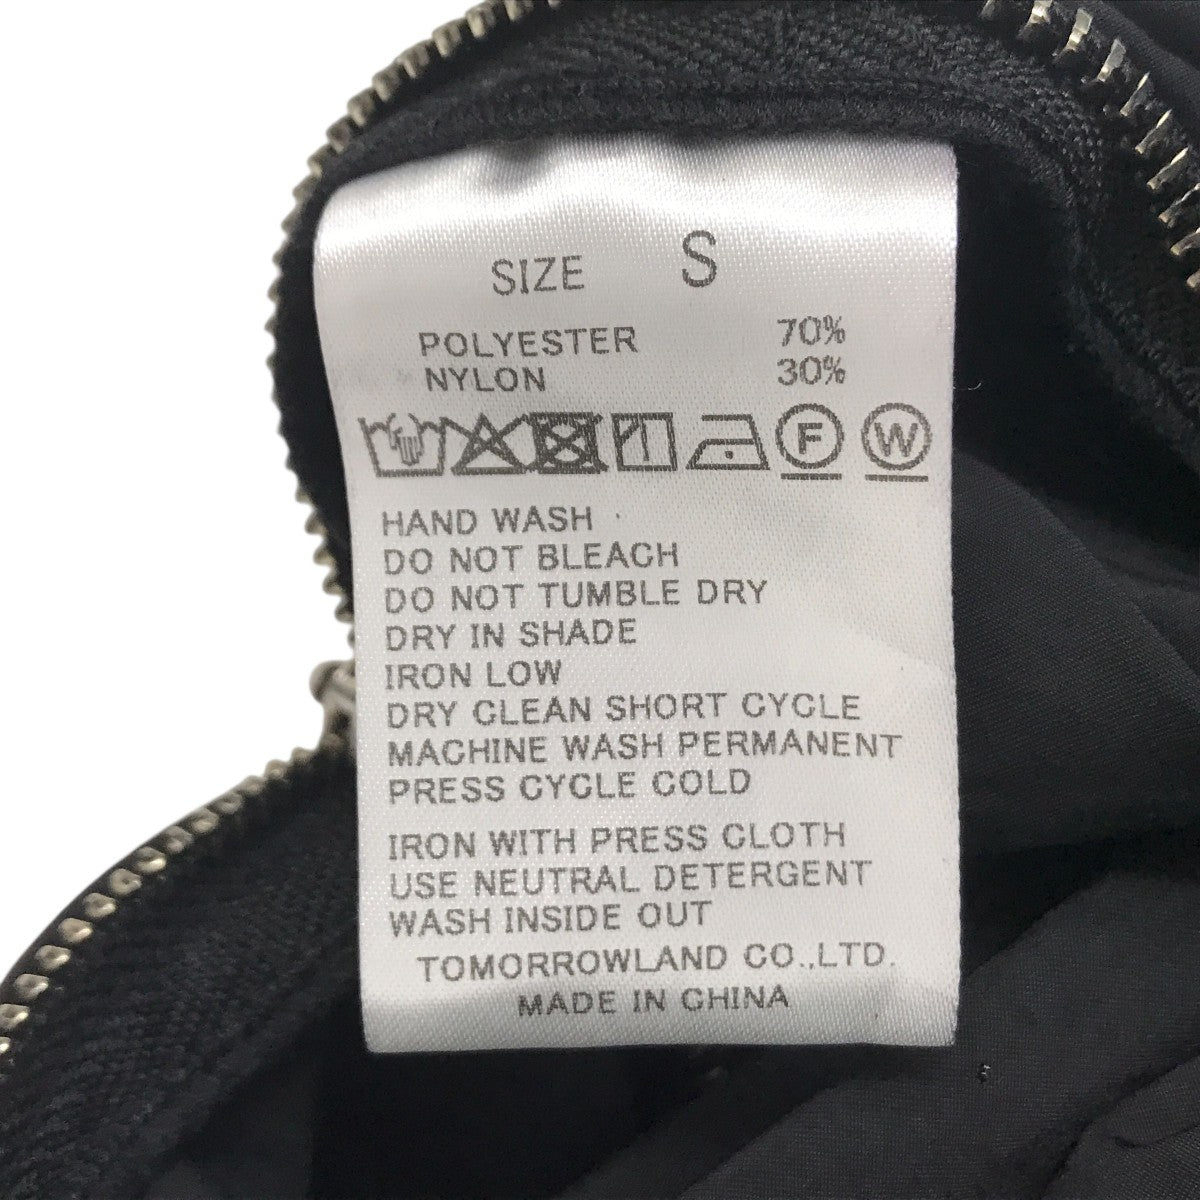 SIZE S
POLYESTER 70%
NYLON 30%
F W
HAND WASH
DO NOT BLEACH
DO NOT TUMBLE DRY
DRY IN SHADE
IRON LOW
DRY CLEAN SHORT CYCLE
MACHINE WASH PERMANENT
PRESS CYCLE COLD
IRON WITH PRESS CLOTH
USE NEUTRAL DETERGENT
WASH INSIDE OUT
TOMORROWLAND CO.,LTD.
MADE IN CHINA